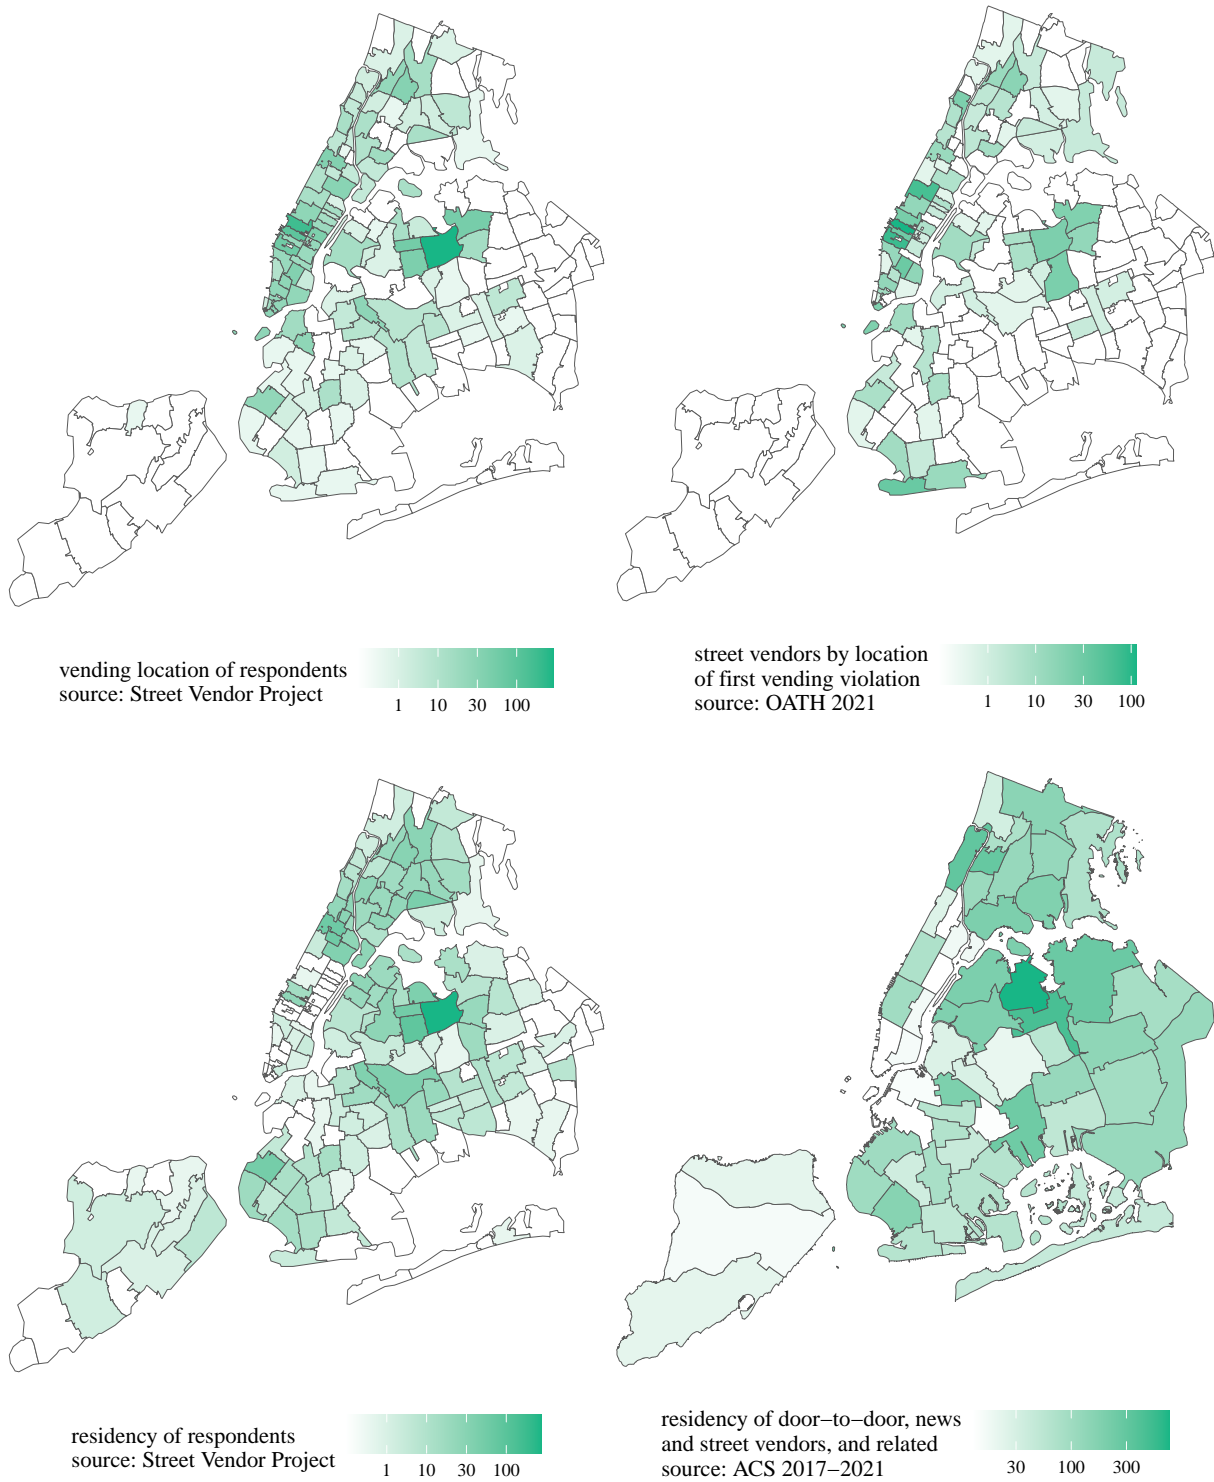 vending location of respondents
source: Street Vendor Project
1 10 30 100
street vendors by location
of first vending violation
source: OATH 2021
1 10 30 100
residency of respondents
source: Street Vendor Project
1 10 30 100
residency of door−to−door, news
and street vendors, and related
source: ACS 2017−2021
30 100 300